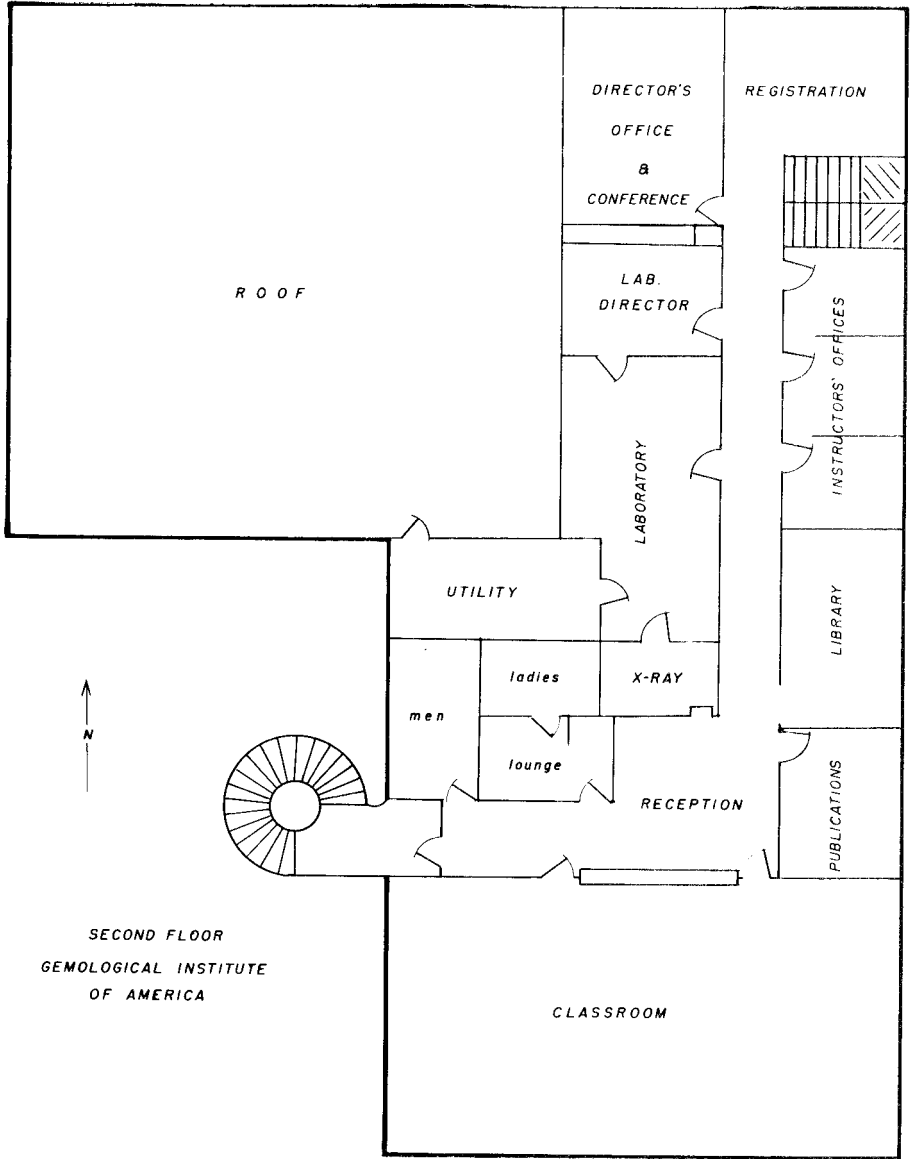 DIRECTOR'S
OFFICE
&
CONFERENCE
REGISTRATION
ROOF
LAB.
DIRECTOR
INSTRUCTORS' OFFICES
LABORATORY
UTILITY
LIBRARY
ladies
X-RAY
men
N
lounge
RECEPTION
PUBLICATIONS
SECOND FLOOR
GEMOLOGICAL INSTITUTE
OF AMERICA
CLASSROOM